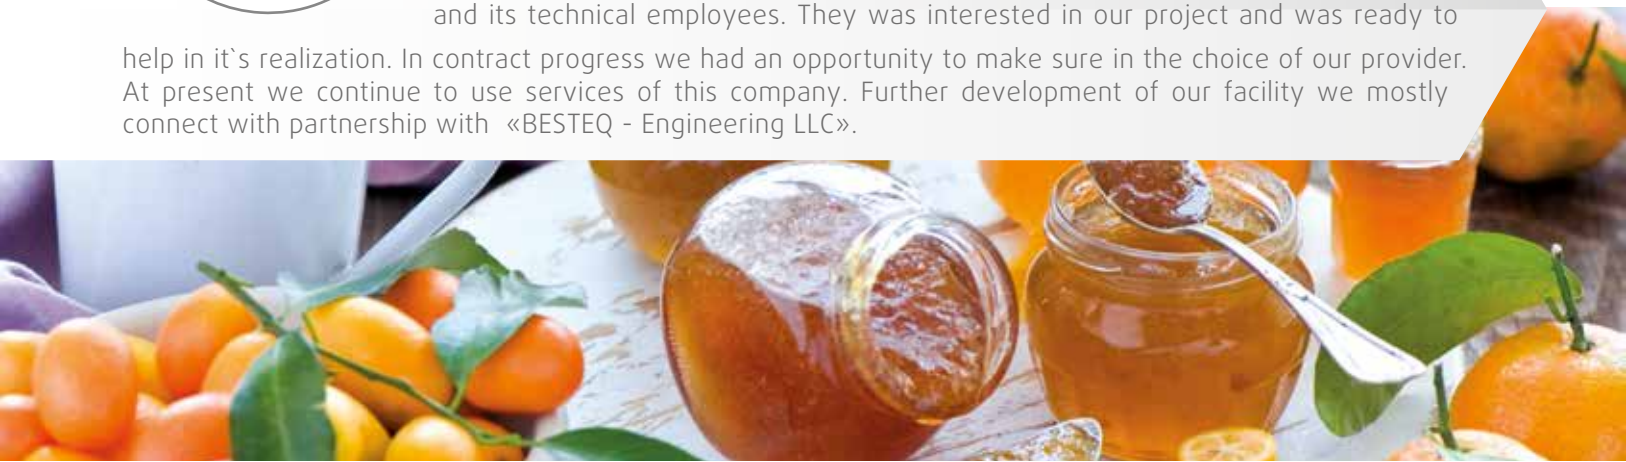 and its technical employees. They was interested in our project and was ready to
help in it`s realization. In contract progress we had an opportunity to make sure in the choice of our provider.
At present we continue to use services of this company. Further development of our facility we mostly
connect with partnership with «BESTEQ - Engineering LLC».